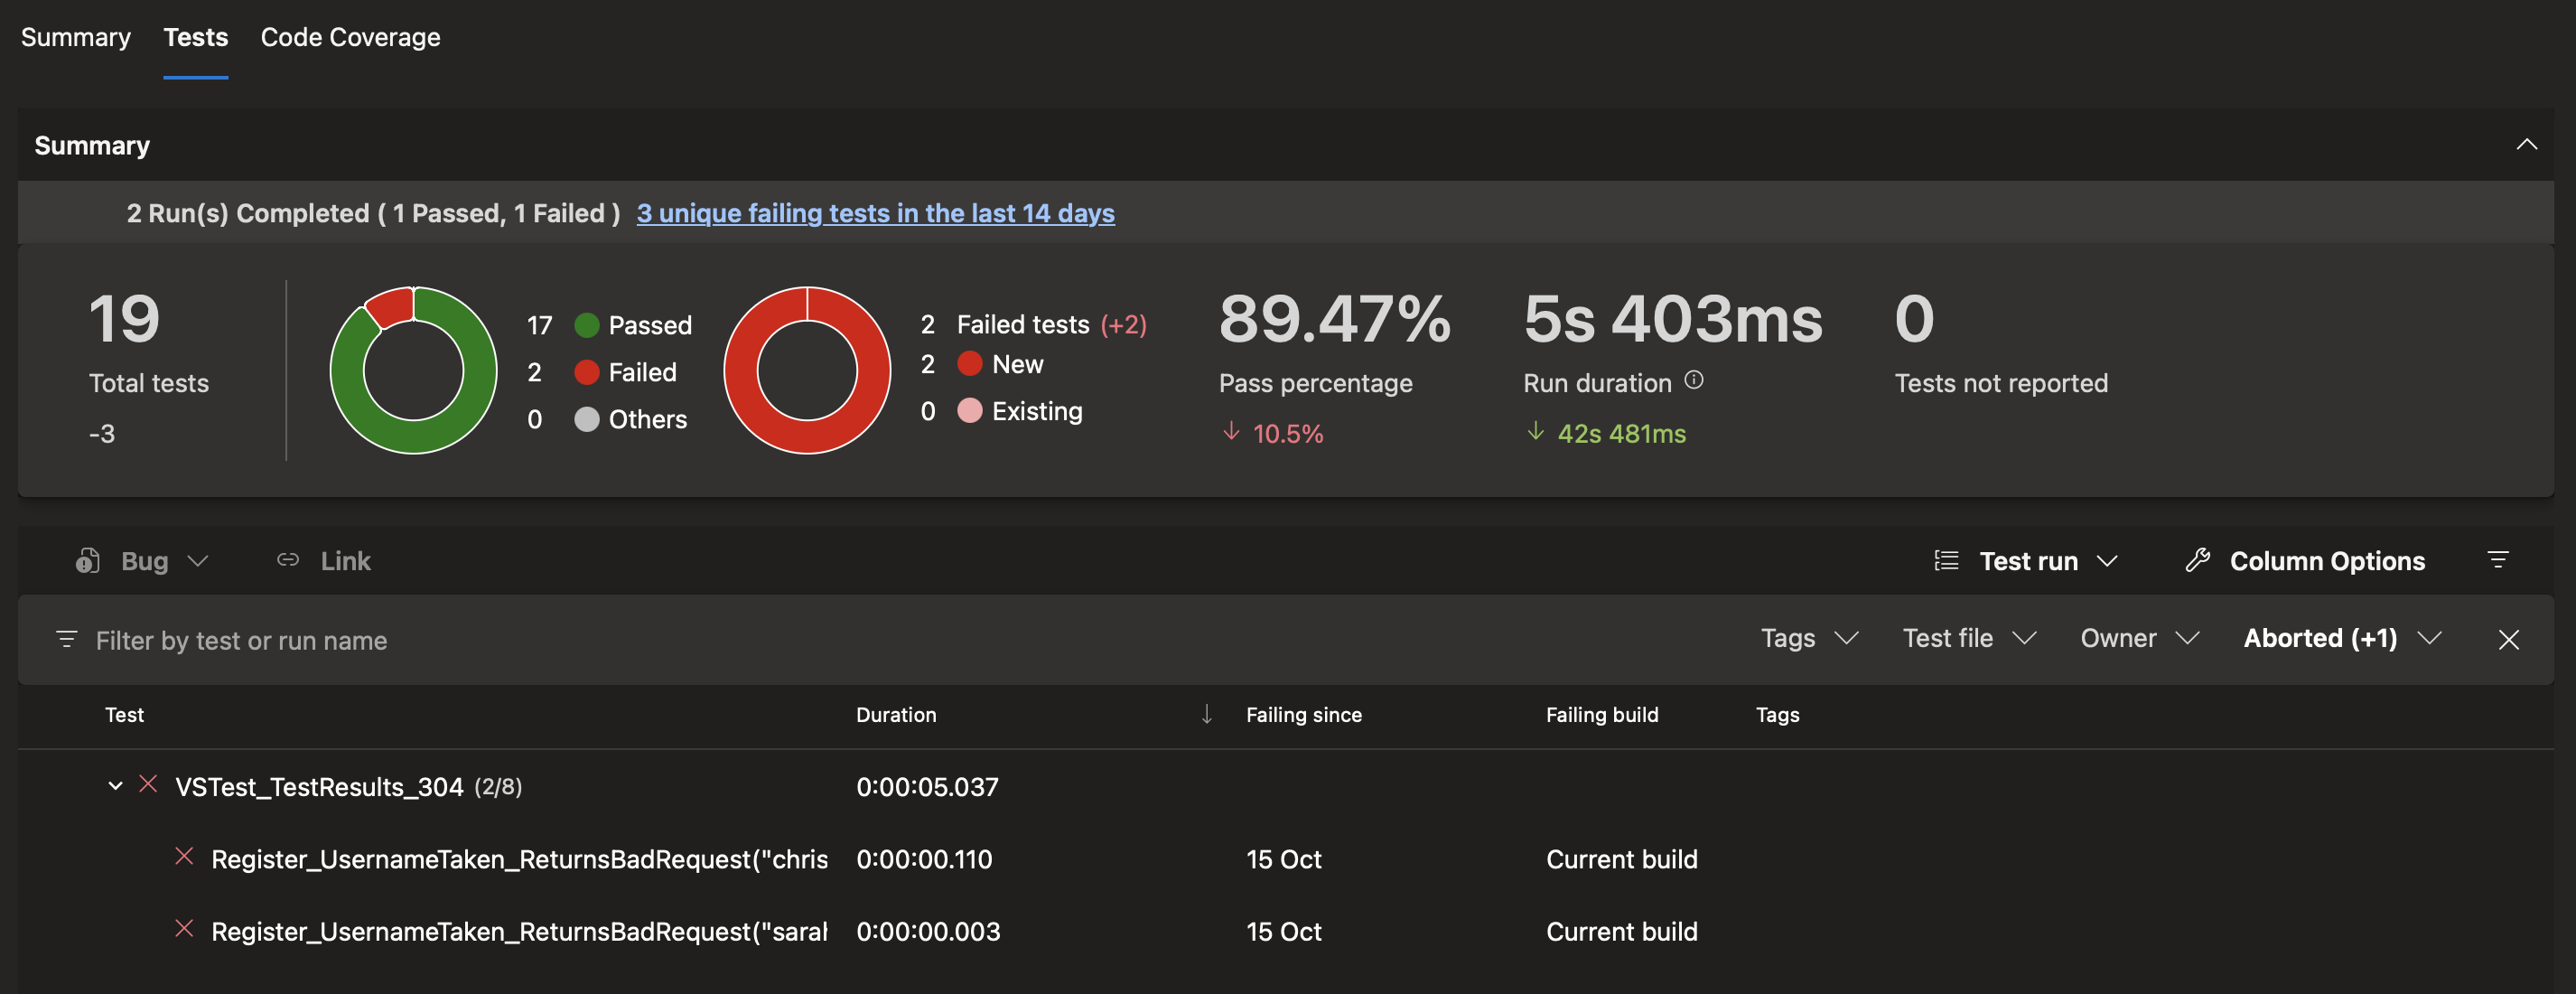 Summary Tests Code Coverage
Summary
2 Run(s) Completed ( 1 Passed, 1 Failed ) 3 unique failing tests in the last 14 days
19
Total tests
-3
17 Passed
2 Failed
0 Others
2 Failed tests (+2)
2 New
0 Existing
89.47%
Pass percentage
10.5%
5s 403ms
Run duration
42s 481ms
0
Tests not reported
Bug Link Test run Column Options
Filter by test or run name Tags Test file Owner Aborted (+1)
Test Duration Failing since Failing build Tags
VSTest_TestResults_304 (2/8) 0:00:05.037
Register_UsernameTaken_ReturnsBadRequest("chris 0:00:00.110 15 Oct Current build
Register_UsernameTaken_ReturnsBadRequest("sarah 0:00:00.003 15 Oct Current build